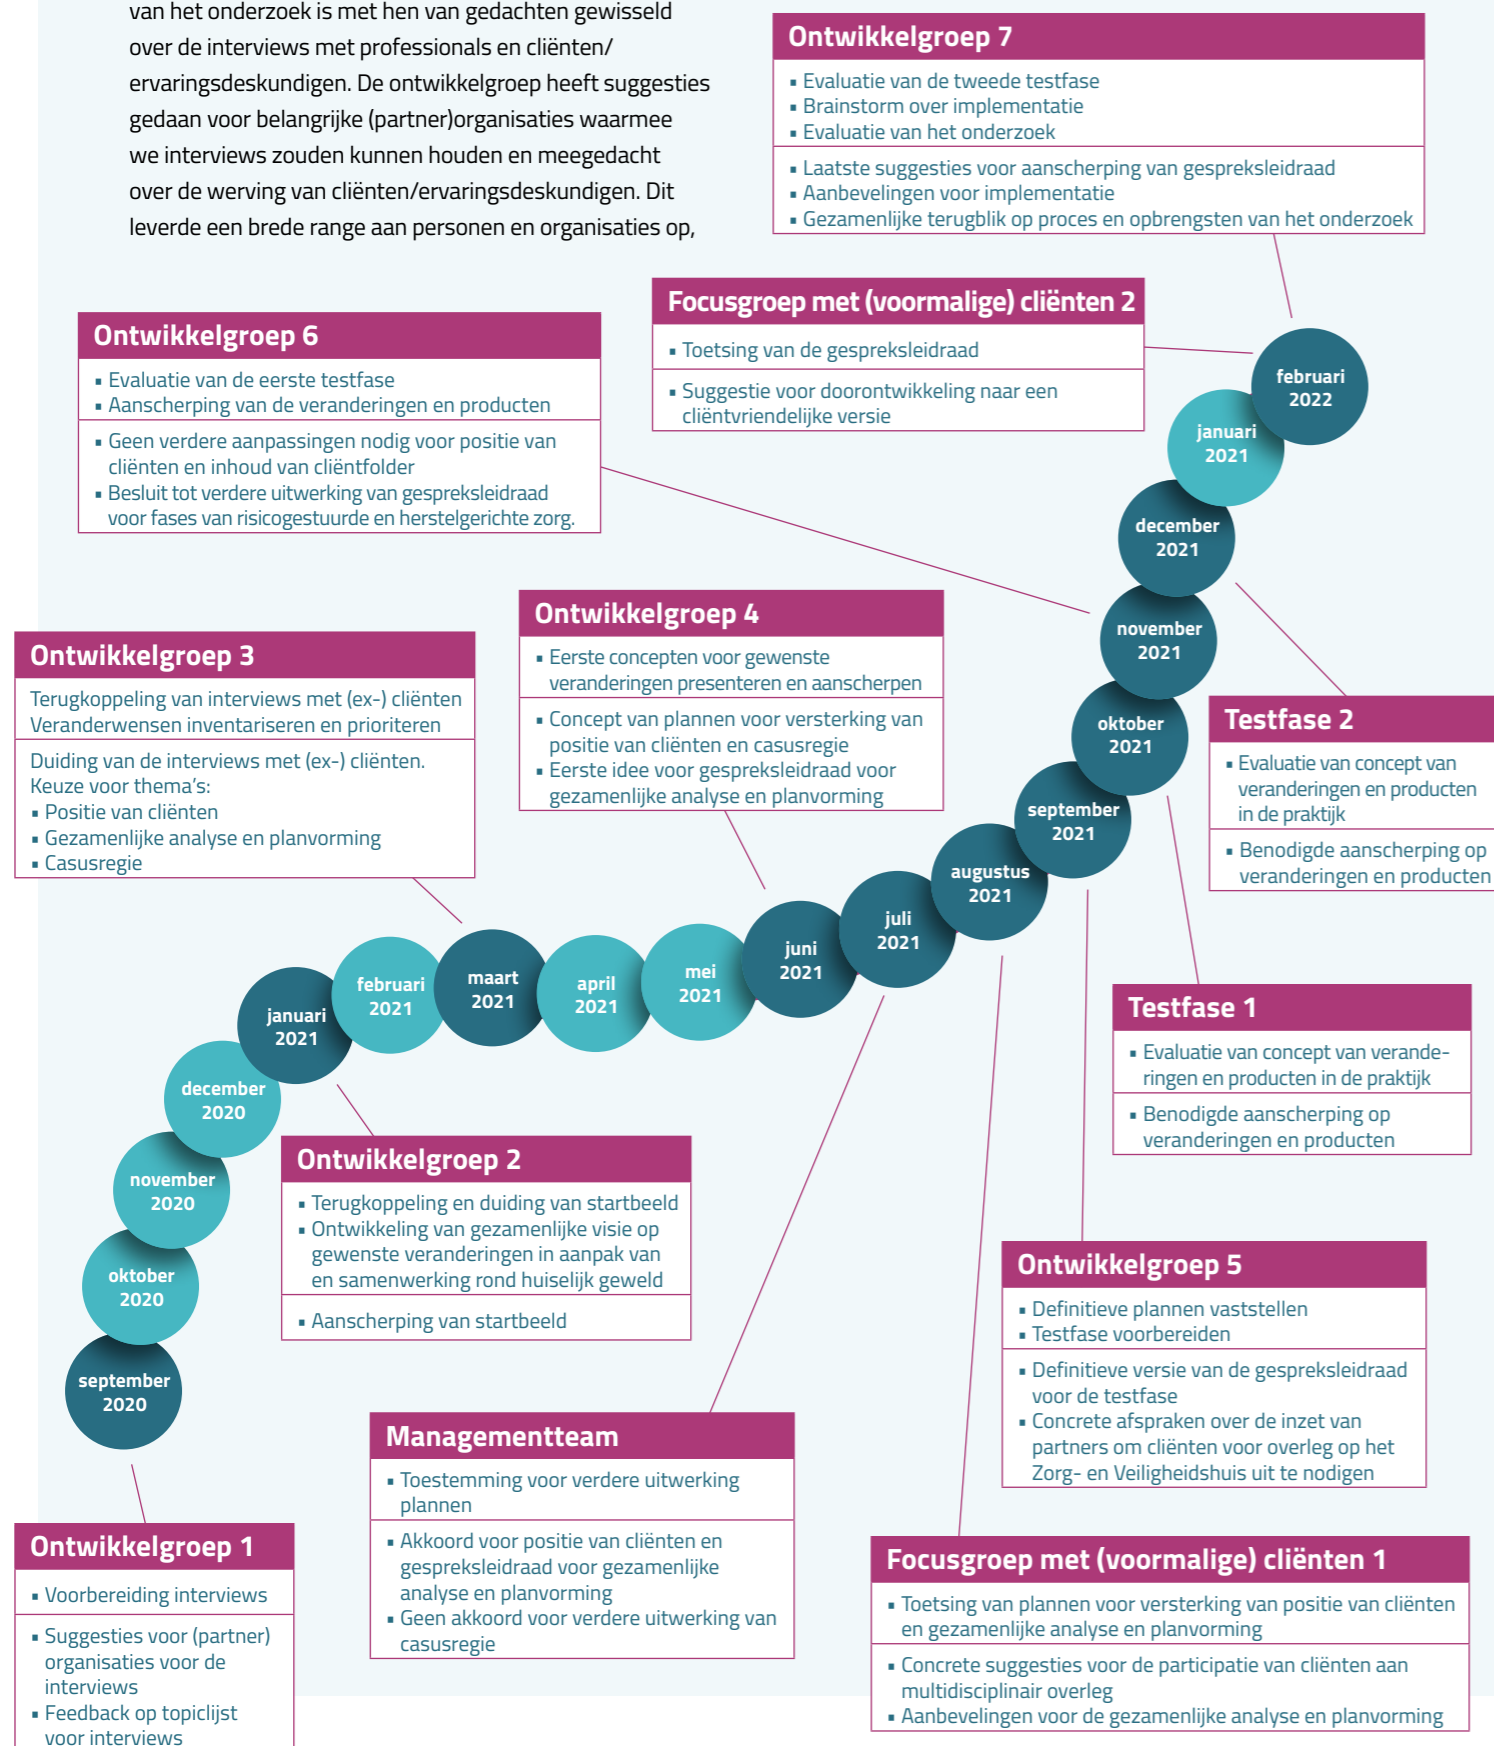 van het onderzoek is met hen van gedachten gewisseld
over de interviews met professionals en cliënten/
ervaringsdeskundigen. De ontwikkelgroep heeft suggesties
gedaan voor belangrijke (partner)organisaties waarmee
we interviews zouden kunnen houden en meegedacht
over de werving van cliënten/ervaringsdeskundigen. Dit
leverde een brede range aan personen en organisaties op,
Ontwikkelgroep 7
▪ Evaluatie van de tweede testfase
▪ Brainstorm over implementatie
▪ Evaluatie van het onderzoek
▪ Laatste suggesties voor aanscherping van gespreksleidraad
▪ Aanbevelingen voor implementatie
▪ Gezamenlijke terugblik op proces en opbrengsten van het onderzoek
Focusgroep met (voormalige) cliënten 2
▪ Toetsing van de gespreksleidraad
▪ Suggestie voor doorontwikkeling naar een
cliëntvriendelijke versie
Ontwikkelgroep 6
▪ Evaluatie van de eerste testfase
▪ Aanscherping van de veranderingen en producten
▪ Geen verdere aanpassingen nodig voor positie van
cliënten en inhoud van cliëntfolder
▪ Besluit tot verdere uitwerking van gespreksleidraad
voor fases van risicogestuurde en herstelgerichte zorg.
februari
2022
januari
2021
december
2021
november
2021
oktober
2021
september
2021
augustus
2021
juli
2021
juni
2021
mei
2021
april
2021
maart
2021
februari
2021
januari
2021
december
2020
november
2020
oktober
2020
september
2020
Ontwikkelgroep 4
▪ Eerste concepten voor gewenste
veranderingen presenteren en aanscherpen
▪ Concept van plannen voor versterking van
positie van cliënten en casusregie
▪ Eerste idee voor gespreksleidraad voor
gezamenlijke analyse en planvorming
Ontwikkelgroep 3
Terugkoppeling van interviews met (ex-) cliënten
Veranderwensen inventariseren en prioriteren
Duiding van de interviews met (ex-) cliënten.
Keuze voor thema’s:
▪ Positie van cliënten
▪ Gezamenlijke analyse en planvorming
▪ Casusregie
Testfase 2
▪ Evaluatie van concept van
veranderingen en producten
in de praktijk
▪ Benodigde aanscherping op
veranderingen en producten
Testfase 1
▪ Evaluatie van concept van verande-
ringen en producten in de praktijk
▪ Benodigde aanscherping op
veranderingen en producten
Ontwikkelgroep 2
▪ Terugkoppeling en duiding van startbeeld
▪ Ontwikkeling van gezamenlijke visie op
gewenste veranderingen in aanpak van
en samenwerking rond huiselijk geweld
▪ Aanscherping van startbeeld
Ontwikkelgroep 5
▪ Definitieve plannen vaststellen
▪ Testfase voorbereiden
▪ Definitieve versie van de gespreksleidraad
voor de testfase
▪ Concrete afspraken over de inzet van
partners om cliënten voor overleg op het
Zorg- en Veiligheidshuis uit te nodigen
Managementteam
▪ Toestemming voor verdere uitwerking
plannen
▪ Akkoord voor positie van cliënten en
gespreksleidraad voor gezamenlijke
analyse en planvorming
▪ Geen akkoord voor verdere uitwerking van
casusregie
Ontwikkelgroep 1
▪ Voorbereiding interviews
▪ Suggesties voor (partner)
organisaties voor de
interviews
▪ Feedback op topiclijst
voor interviews
Focusgroep met (voormalige) cliënten 1
▪ Toetsing van plannen voor versterking van positie van cliënten
en gezamenlijke analyse en planvorming
▪ Concrete suggesties voor de participatie van cliënten aan
multidisciplinair overleg
▪ Aanbevelingen voor de gezamenlijke analyse en planvorming